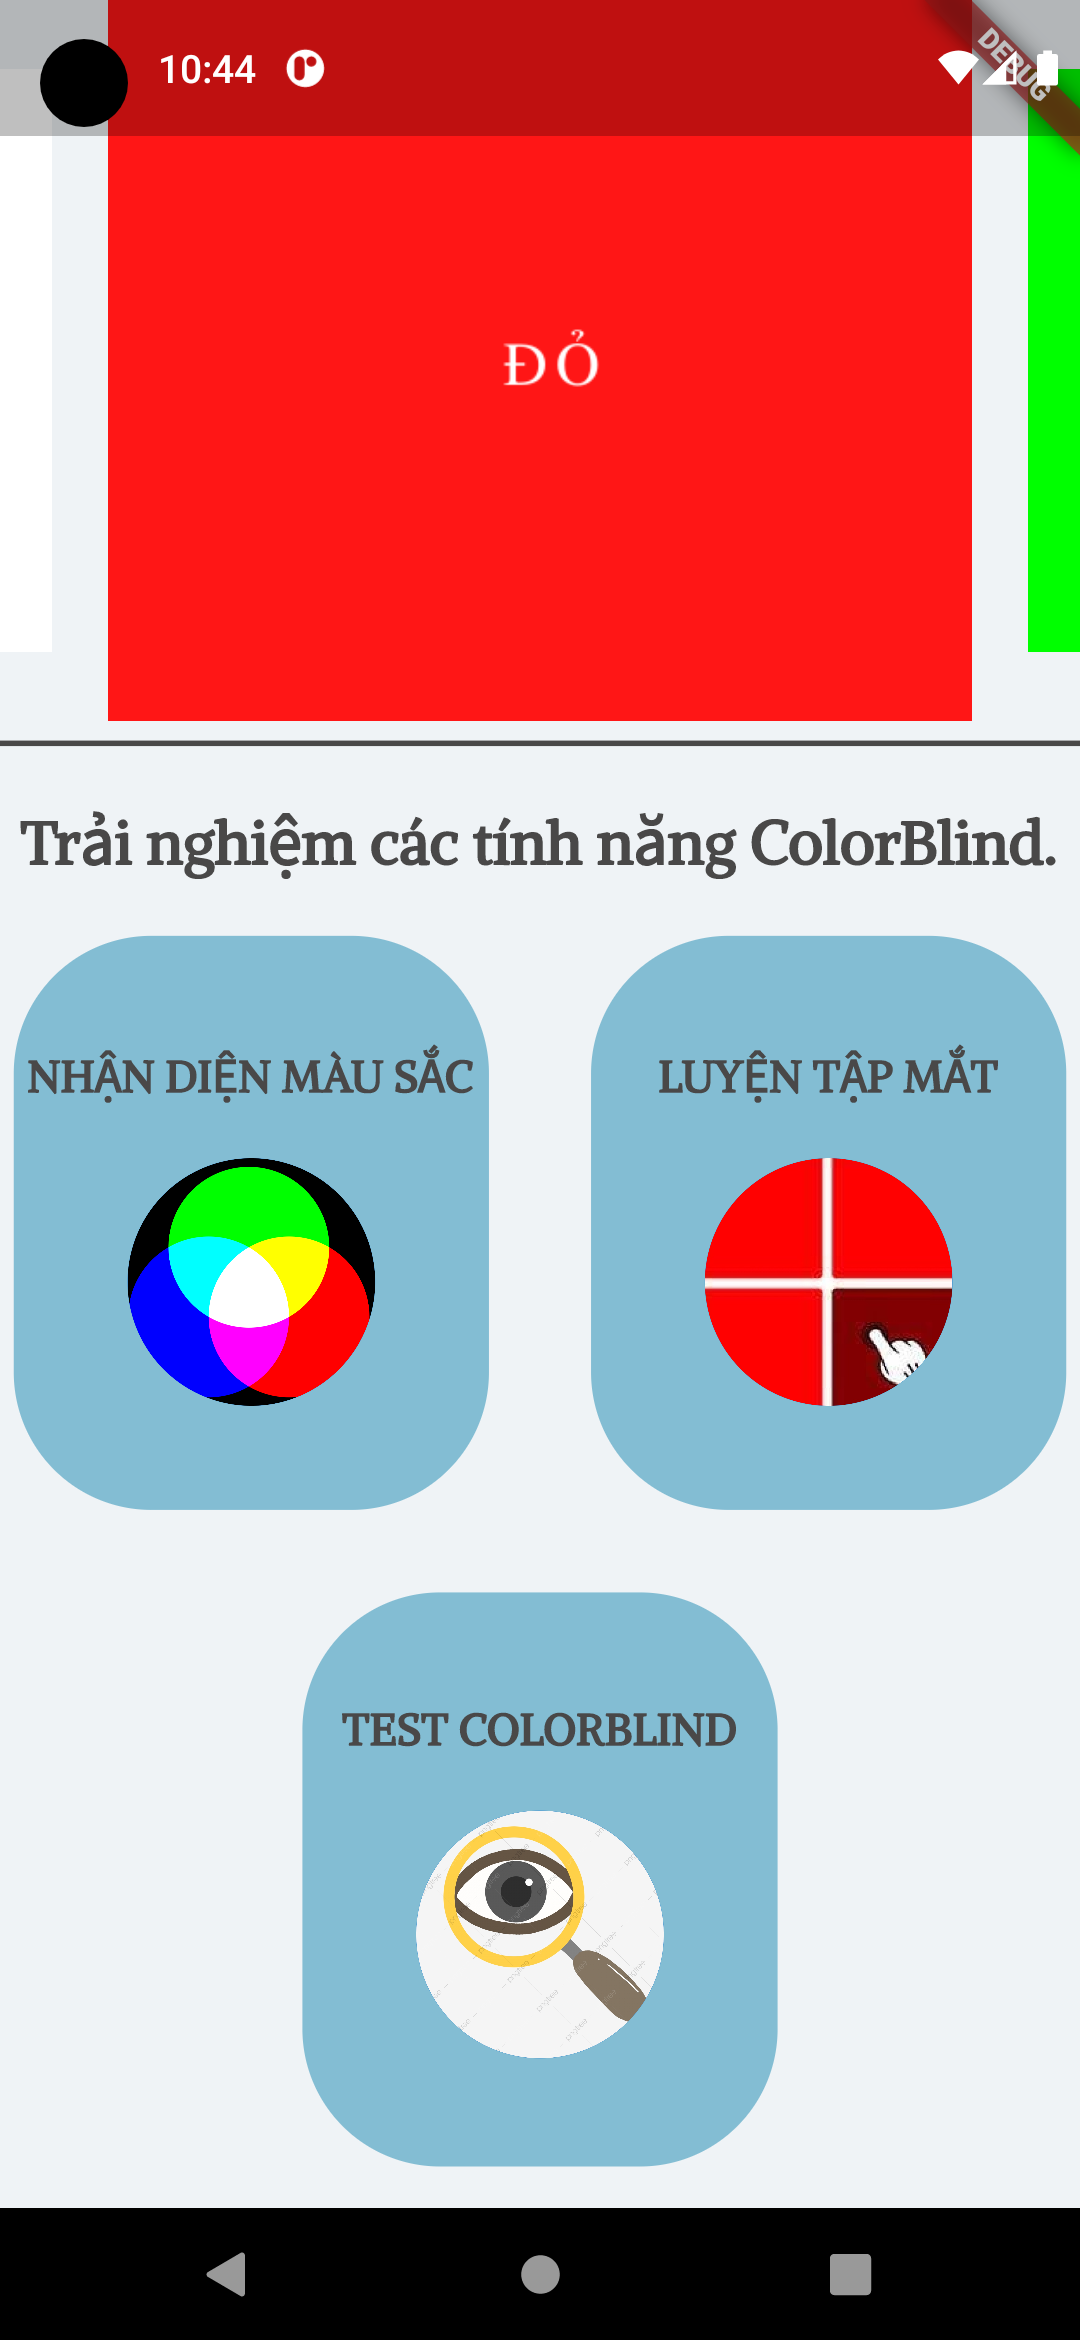 10:44
DEBUG
ĐỎ
Trải nghiệm các tính năng ColorBlind.
NHẬN DIỆN MÀU SẮC
LUYỆN TẬP MẮT
TEST COLORBLIND